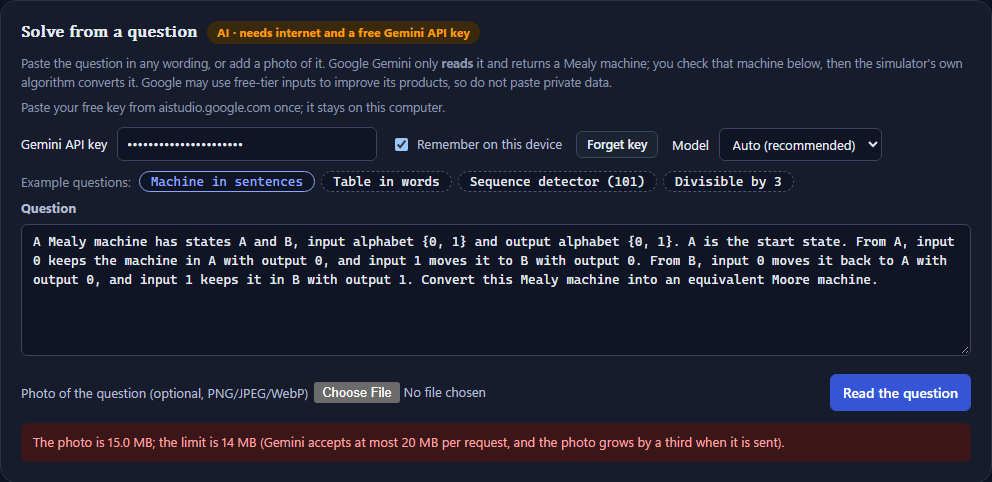 Solve from a question AI · needs internet and a free Gemini API key
Paste the question in any wording, or add a photo of it. Google Gemini only reads it and returns a Mealy machine; you check that machine below, then the simulator's own
algorithm converts it. Google may use free-tier inputs to improve its products, so do not paste private data.
Paste your free key from aistudio.google.com once; it stays on this computer.
Gemini API key •••••••••••••••••••••• Remember on this device Forget key Model Auto (recommended)
Example questions: Machine in sentences Table in words Sequence detector (101) Divisible by 3
Question
A Mealy machine has states A and B, input alphabet {0, 1} and output alphabet {0, 1}. A is the start state. From A, input
0 keeps the machine in A with output 0, and input 1 moves it to B with output 0. From B, input 0 moves it back to A with
output 0, and input 1 keeps it in B with output 1. Convert this Mealy machine into an equivalent Moore machine.
Photo of the question (optional, PNG/JPEG/WebP) Choose File No file chosen Read the question
The photo is 15.0 MB; the limit is 14 MB (Gemini accepts at most 20 MB per request, and the photo grows by a third when it is sent).